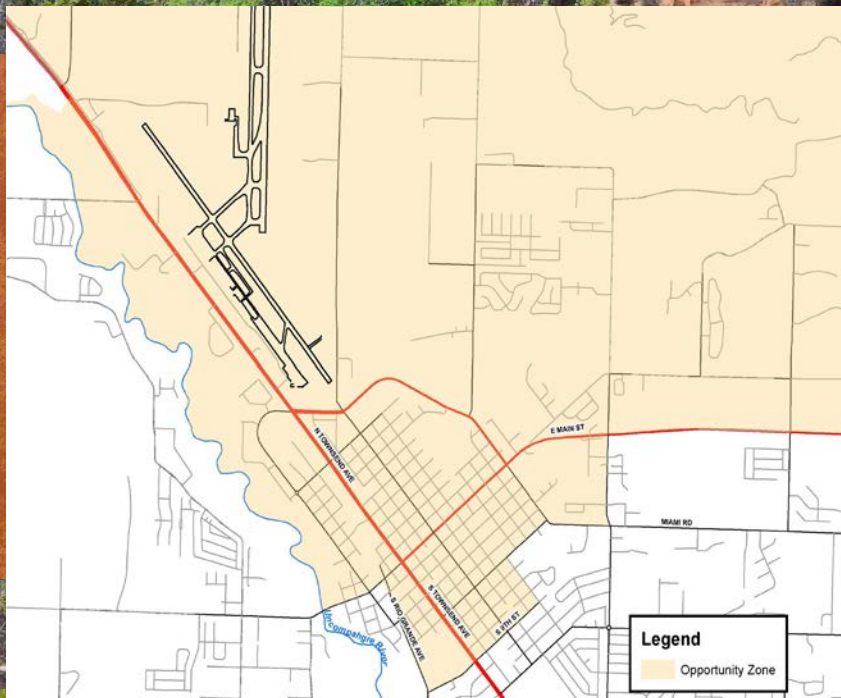 N TOWNSEND AVE
E MAIN ST
MIAMI RD
S TOWNSEND AVE
S RIO GRANDE AVE
S 9TH ST
Uncompahgre River
Legend
Opportunity Zone